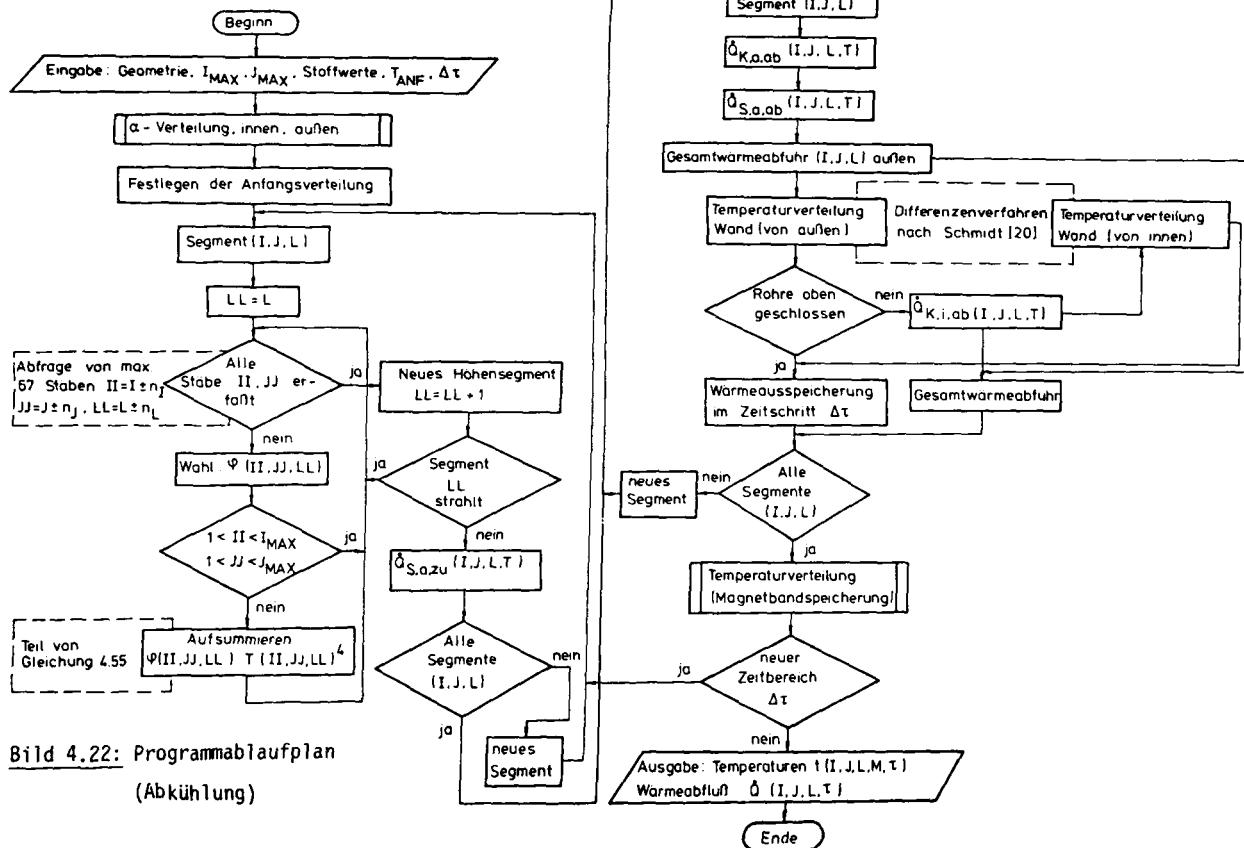 Beginn
Eingabe: Geometrie, I_MAX, J_MAX, Stoffwerte, T_ANF, Δτ
α - Verteilung, innen, außen
Festlegen der Anfangsverteilung
Segment (I,J,L)
LL = L
Abfrage von max
67 Staben II=I±n_I
JJ=J±n_J, LL=L±n_L
Alle
Stäbe II, JJ er-
faßt
ja
nein
Wahl: φ (II,JJ,LL)
1 < II < I_MAX
1 < JJ < J_MAX
ja
nein
Teil von
Gleichung 4.55
Aufsummieren
φ(II,JJ,LL) T (II,JJ,LL)⁴
Neues Höhensegment
LL = LL + 1
ja
Segment
LL
strahlt
nein
Q̇_S,a,zu (I,J,L,T)
Alle
Segmente
(I,J,L)
nein
ja
neues
Segment
Bild 4.22: Programmablaufplan
(Abkühlung)
Segment (I,J,L)
Q̇_K,a,ab (I,J,L,T)
Q̇_S,a,ab (I,J,L,T)
Gesamtwärmeabfuhr (I,J,L) außen
Temperaturverteilung
Wand (von außen)
Differenzenverfahren
nach Schmidt [20]
Temperaturverteilung
Wand (von innen)
Rohre oben
geschlossen
nein
Q̇_K,i,ab (I,J,L,T)
ja
Wärmeausspeicherung
im Zeitschritt Δτ
Gesamtwärmeabfuhr
Alle
Segmente
(I,J,L)
nein
neues
Segment
ja
Temperaturverteilung
(Magnetbandspeicherung)
neuer
Zeitbereich
Δτ
ja
nein
Ausgabe: Temperaturen t (I,J,L,M,τ)
Wärmeabfluß Q̇ (I,J,L,τ)
Ende